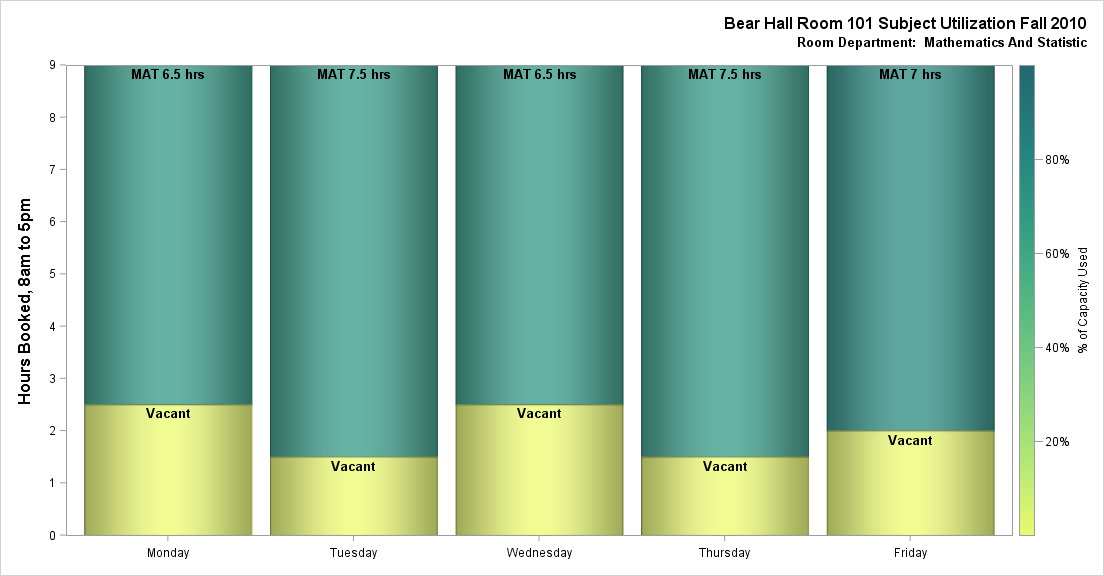 Bear Hall Room 101 Subject Utilization Fall 2010
Room Department:  Mathematics And Statistic
Hours Booked, 8am to 5pm
9
8
7
6
5
4
3
2
1
0
MAT 6.5 hrs
MAT 7.5 hrs
MAT 6.5 hrs
MAT 7.5 hrs
MAT 7 hrs
Vacant
Vacant
Vacant
Vacant
Vacant
Monday
Tuesday
Wednesday
Thursday
Friday
80%
60%
40%
20%
% of Capacity Used